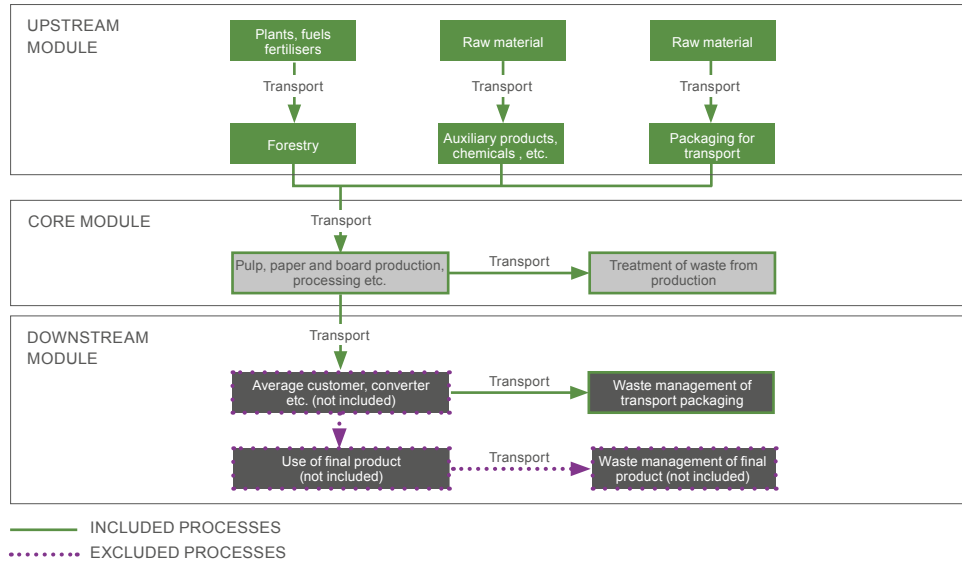 UPSTREAM
MODULE
Plants, fuels
fertilisers
Raw material
Raw material
Transport
Transport
Transport
Forestry
Auxiliary products,
chemicals , etc.
Packaging for
transport
CORE MODULE
Transport
Pulp, paper and board production,
processing etc.
Transport
Treatment of waste from
production
DOWNSTREAM
MODULE
Transport
Average customer, converter
etc. (not included)
Transport
Waste management of
transport packaging
Use of final product
(not included)
Transport
Waste management of final
product (not included)
INCLUDED PROCESSES
EXCLUDED PROCESSES